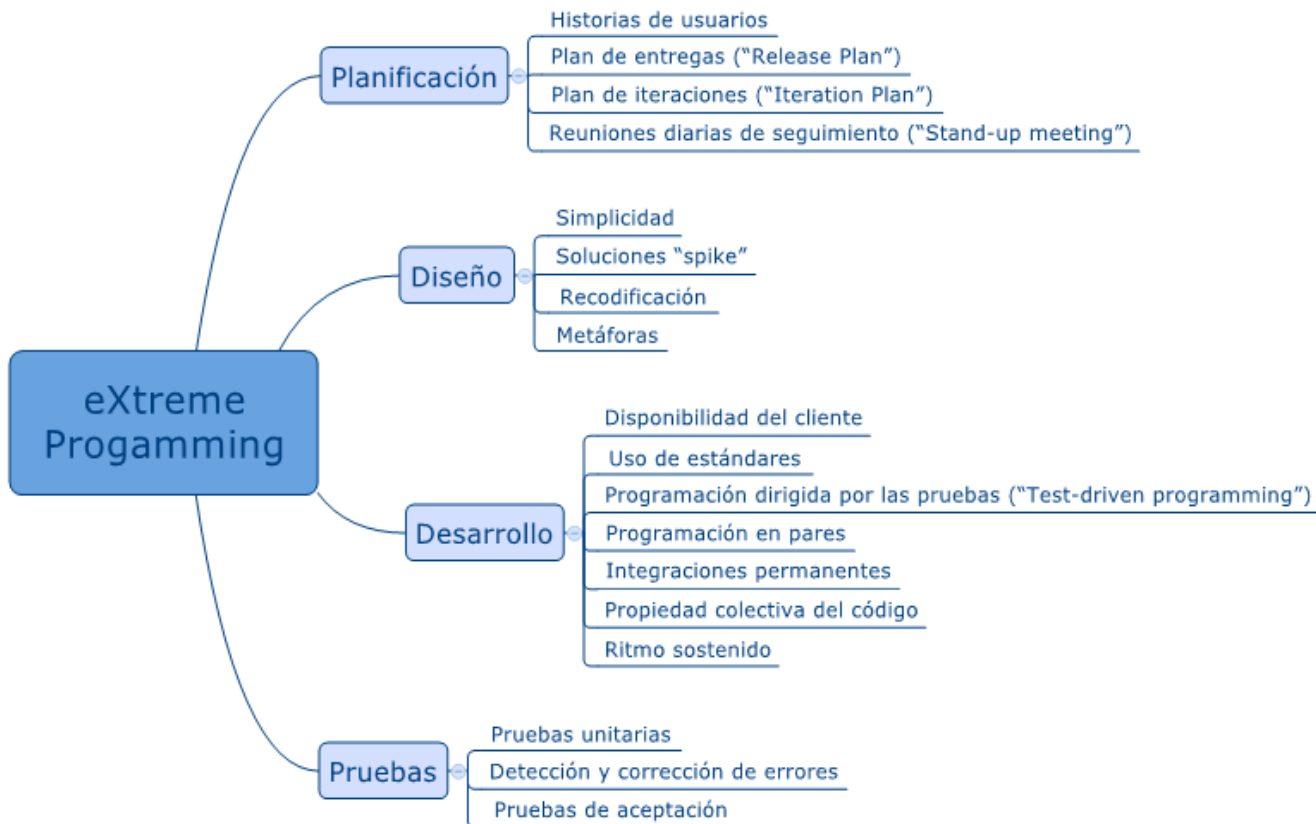 Historias de usuarios
Planificación
Plan de entregas (“Release Plan”)
Plan de iteraciones (“Iteration Plan”)
Reuniones diarias de seguimiento (“Stand-up meeting”)
Simplicidad
Diseño
Soluciones “spike”
Recodificación
Metáforas
eXtreme
Progamming
Disponibilidad del cliente
Uso de estándares
Programación dirigida por las pruebas (“Test-driven programming”)
Desarrollo
Programación en pares
Integraciones permanentes
Propiedad colectiva del código
Ritmo sostenido
Pruebas unitarias
Pruebas
Detección y corrección de errores
Pruebas de aceptación